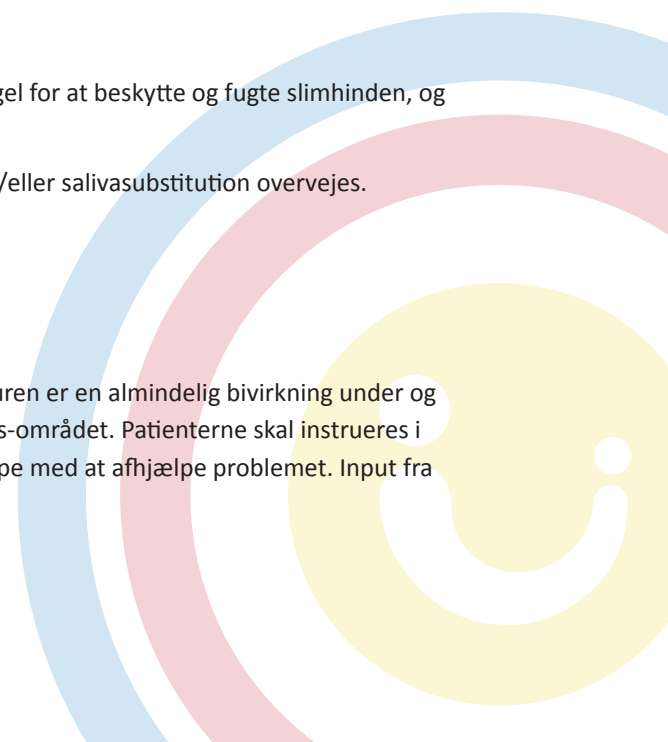 gel for at beskytte og fugte slimhinden, og
/eller salivasubstitution overvejes.
uren er en almindelig bivirkning under og
s-området. Patienterne skal instrueres i
pe med at afhjælpe problemet. Input fra